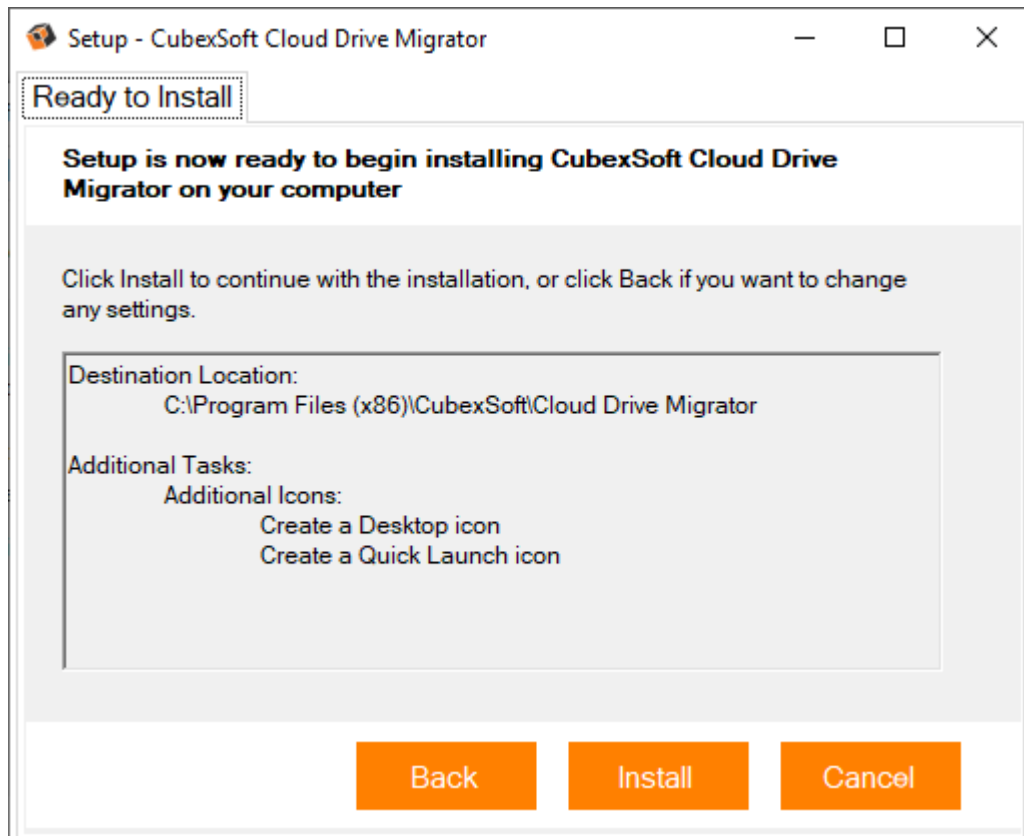 Setup - CubexSoft Cloud Drive Migrator
Ready to Install
Setup is now ready to begin installing CubexSoft Cloud Drive
Migrator on your computer
Click Install to continue with the installation, or click Back if you want to change
any settings.
Destination Location:
C:\Program Files (x86)\CubexSoft\Cloud Drive Migrator
Additional Tasks:
Additional Icons:
Create a Desktop icon
Create a Quick Launch icon
Back Install Cancel